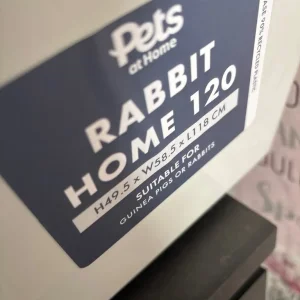 Pets
at Home
RABBIT
HOME 120
H49.5 X W58.5 X L118 CM
SUITABLE FOR
GUINEA PIGS OR RABBITS